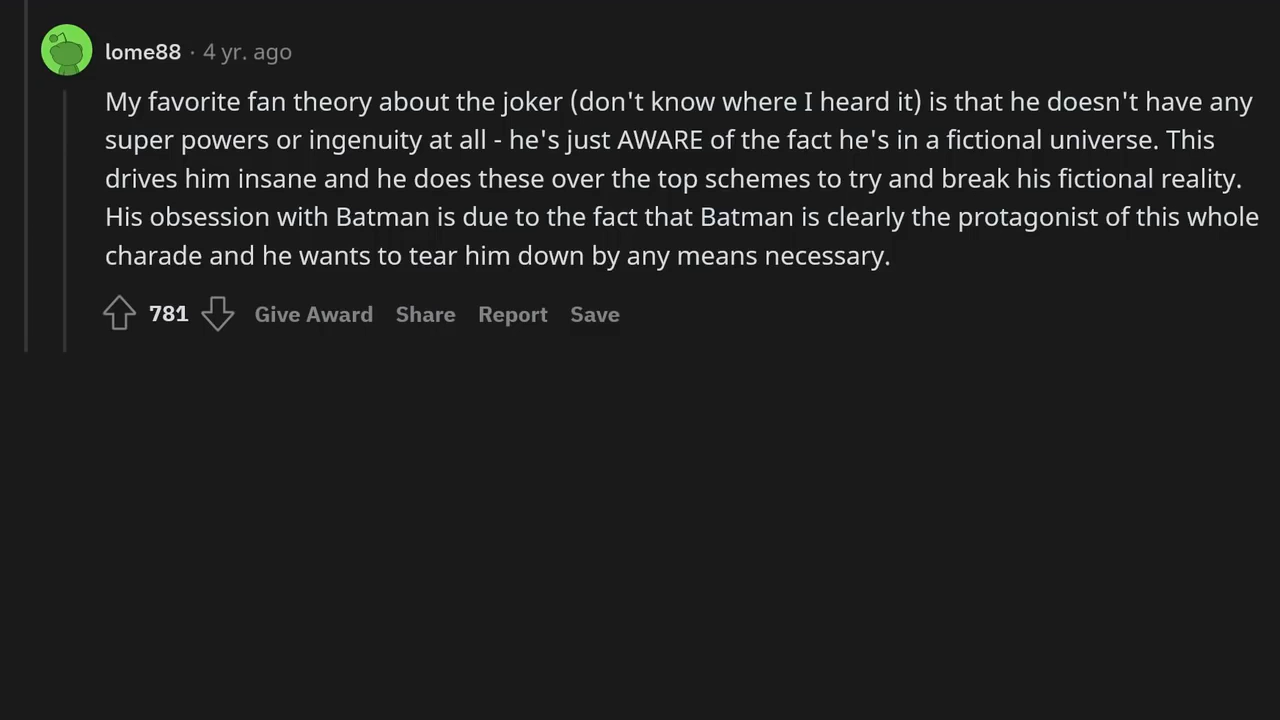 lome88 · 4 yr. ago
My favorite fan theory about the joker (don't know where I heard it) is that he doesn't have any
super powers or ingenuity at all - he's just AWARE of the fact he's in a fictional universe. This
drives him insane and he does these over the top schemes to try and break his fictional reality.
His obsession with Batman is due to the fact that Batman is clearly the protagonist of this whole
charade and he wants to tear him down by any means necessary.
781 Give Award Share Report Save